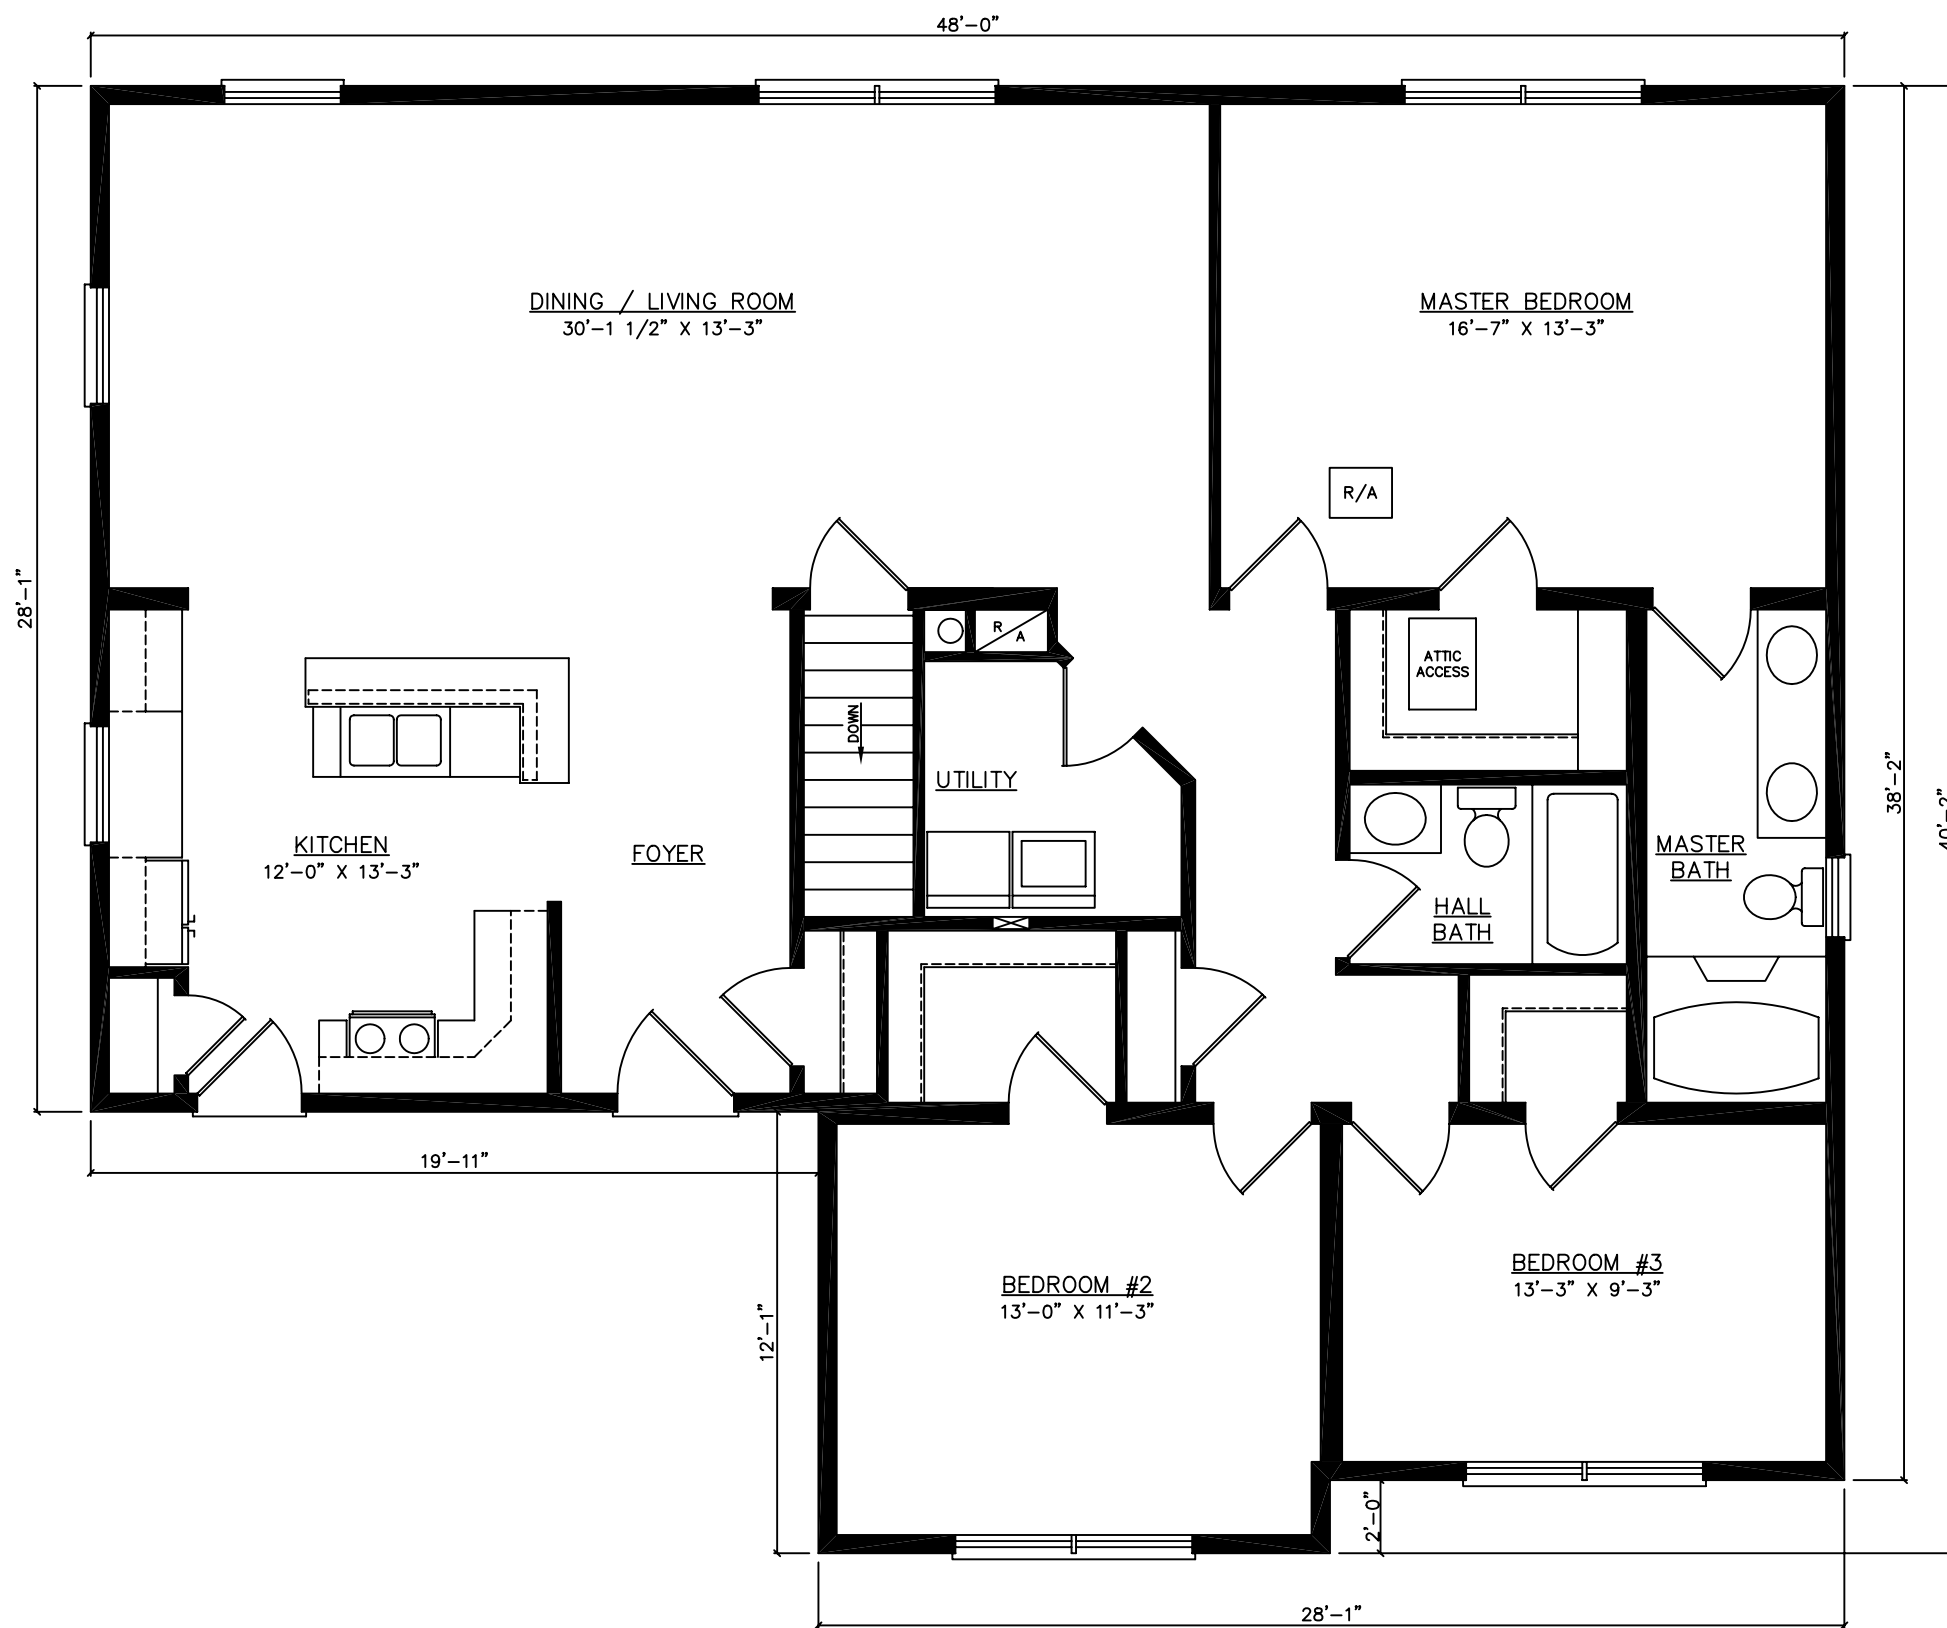 48'-0"
DINING / LIVING ROOM
30'-1 1/2" X 13'-3"
MASTER BEDROOM
16'-7" X 13'-3"
R/A
28'-1"
R
A
ATTIC
ACCESS
DOWN
UTILITY
38'-2"
40'-2"
KITCHEN
12'-0" X 13'-3"
FOYER
MASTER
BATH
HALL
BATH
19'-11"
BEDROOM #2
13'-0" X 11'-3"
BEDROOM #3
13'-3" X 9'-3"
12'-1"
2'-0"
28'-1"